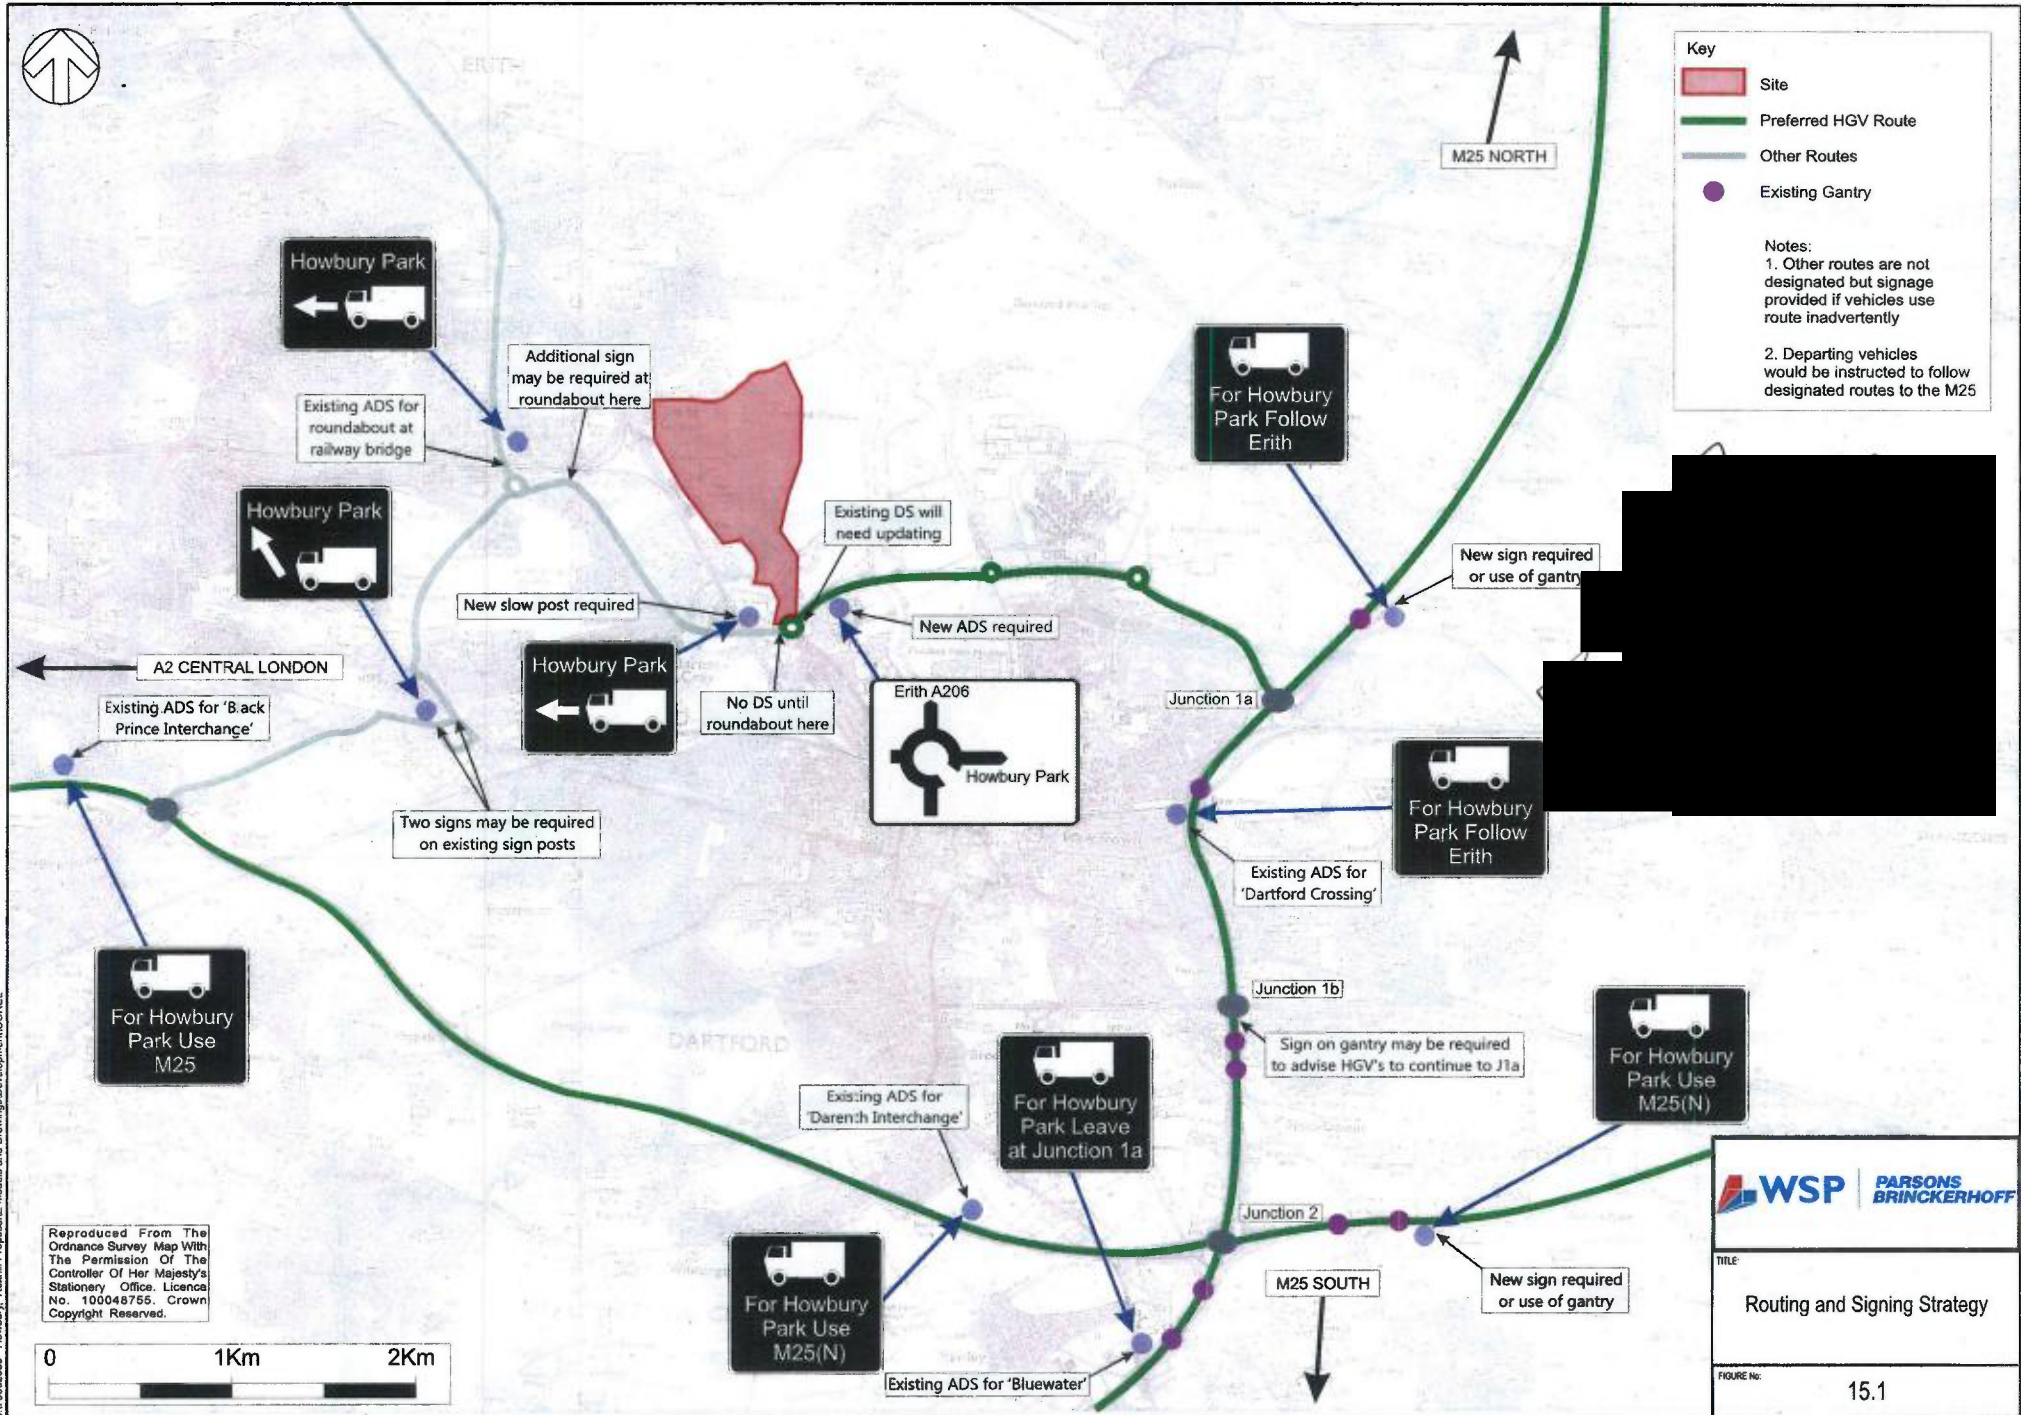 Key
Site
Preferred HGV Route
Other Routes
Existing Gantry
Notes:
1. Other routes are not
designated but signage
provided if vehicles use
route inadvertently
2. Departing vehicles
would be instructed to follow
designated routes to the M25
M25 NORTH
Howbury Park
Additional sign
may be required at
roundabout here
Existing ADS for
roundabout at
railway bridge
For Howbury
Park Follow
Erith
Howbury Park
Existing DS will
need updating
New sign required
or use of gantry
New slow post required
New ADS required
Howbury Park
No DS until
roundabout here
A2 CENTRAL LONDON
Existing ADS for 'Black
Prince Interchange'
Erith A206
Howbury Park
Junction 1a
For Howbury
Park Follow
Erith
Two signs may be required
on existing sign posts
Existing ADS for
'Dartford Crossing'
For Howbury
Park Use
M25
Junction 1b
DARTFORD
Sign on gantry may be required
to advise HGV's to continue to J1a
For Howbury
Park Use
M25(N)
Existing ADS for
'Darenth Interchange'
For Howbury
Park Leave
at Junction 1a
Junction 2
M25 SOUTH
New sign required
or use of gantry
For Howbury
Park Use
M25(N)
Existing ADS for 'Bluewater'
Reproduced From The
Ordnance Survey Map With
The Permission Of The
Controller Of Her Majesty's
Stationery Office. Licence
No. 100048755. Crown
Copyright Reserved.
0 1Km 2Km
WSP PARSONS
BRINCKERHOFF
TITLE:
Routing and Signing Strategy
FIGURE No:
15.1